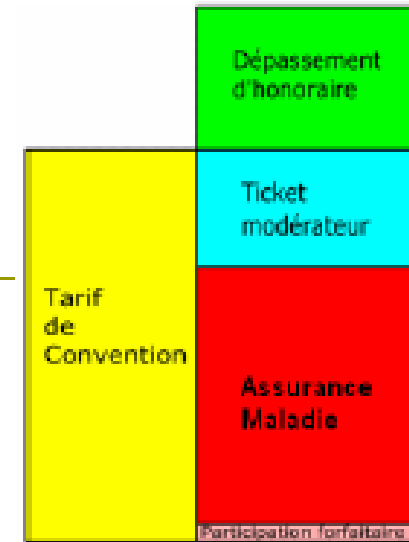 Dépassement
d'honoraire
Ticket
modérateur
Tarif
de
Convention
Assurance
Maladie
Participation forfaitaire